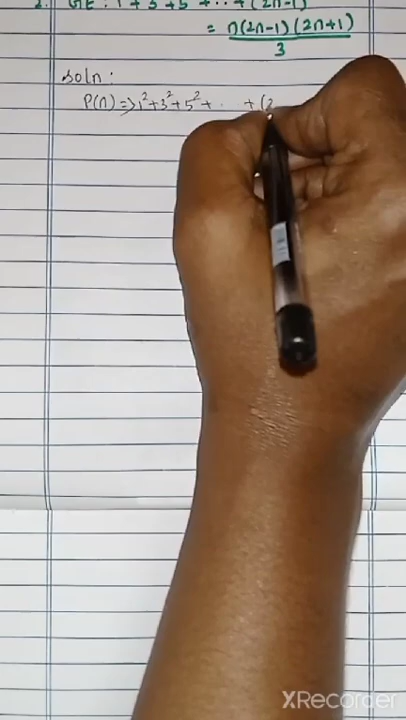 = n(2n-1)(2n+1)/3
Soln:
P(n) => 1²+3²+5²+ ... +(2
XRecorder